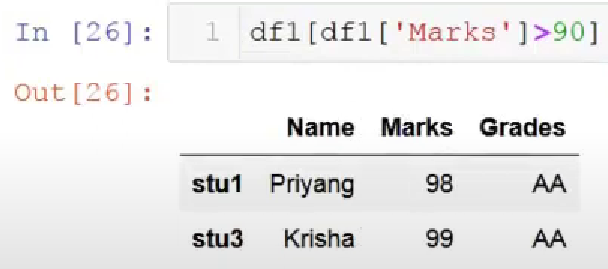 In [26]: 1 df1[df1['Marks']>90]
Out[26]:
Name Marks Grades
stu1 Priyang 98 AA
stu3 Krisha 99 AA